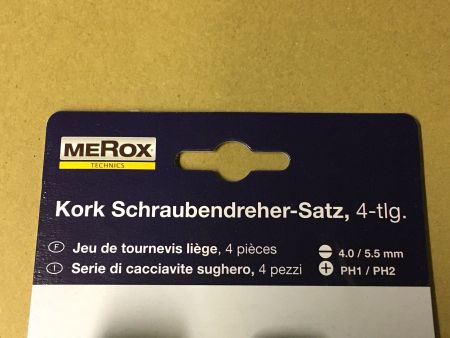 MEROX
TECHNICS
Kork Schraubendreher-Satz, 4-tlg.
F Jeu de tournevis liège, 4 pièces
I Serie di cacciavite sughero, 4 pezzi
4.0 / 5.5 mm
PH1 / PH2